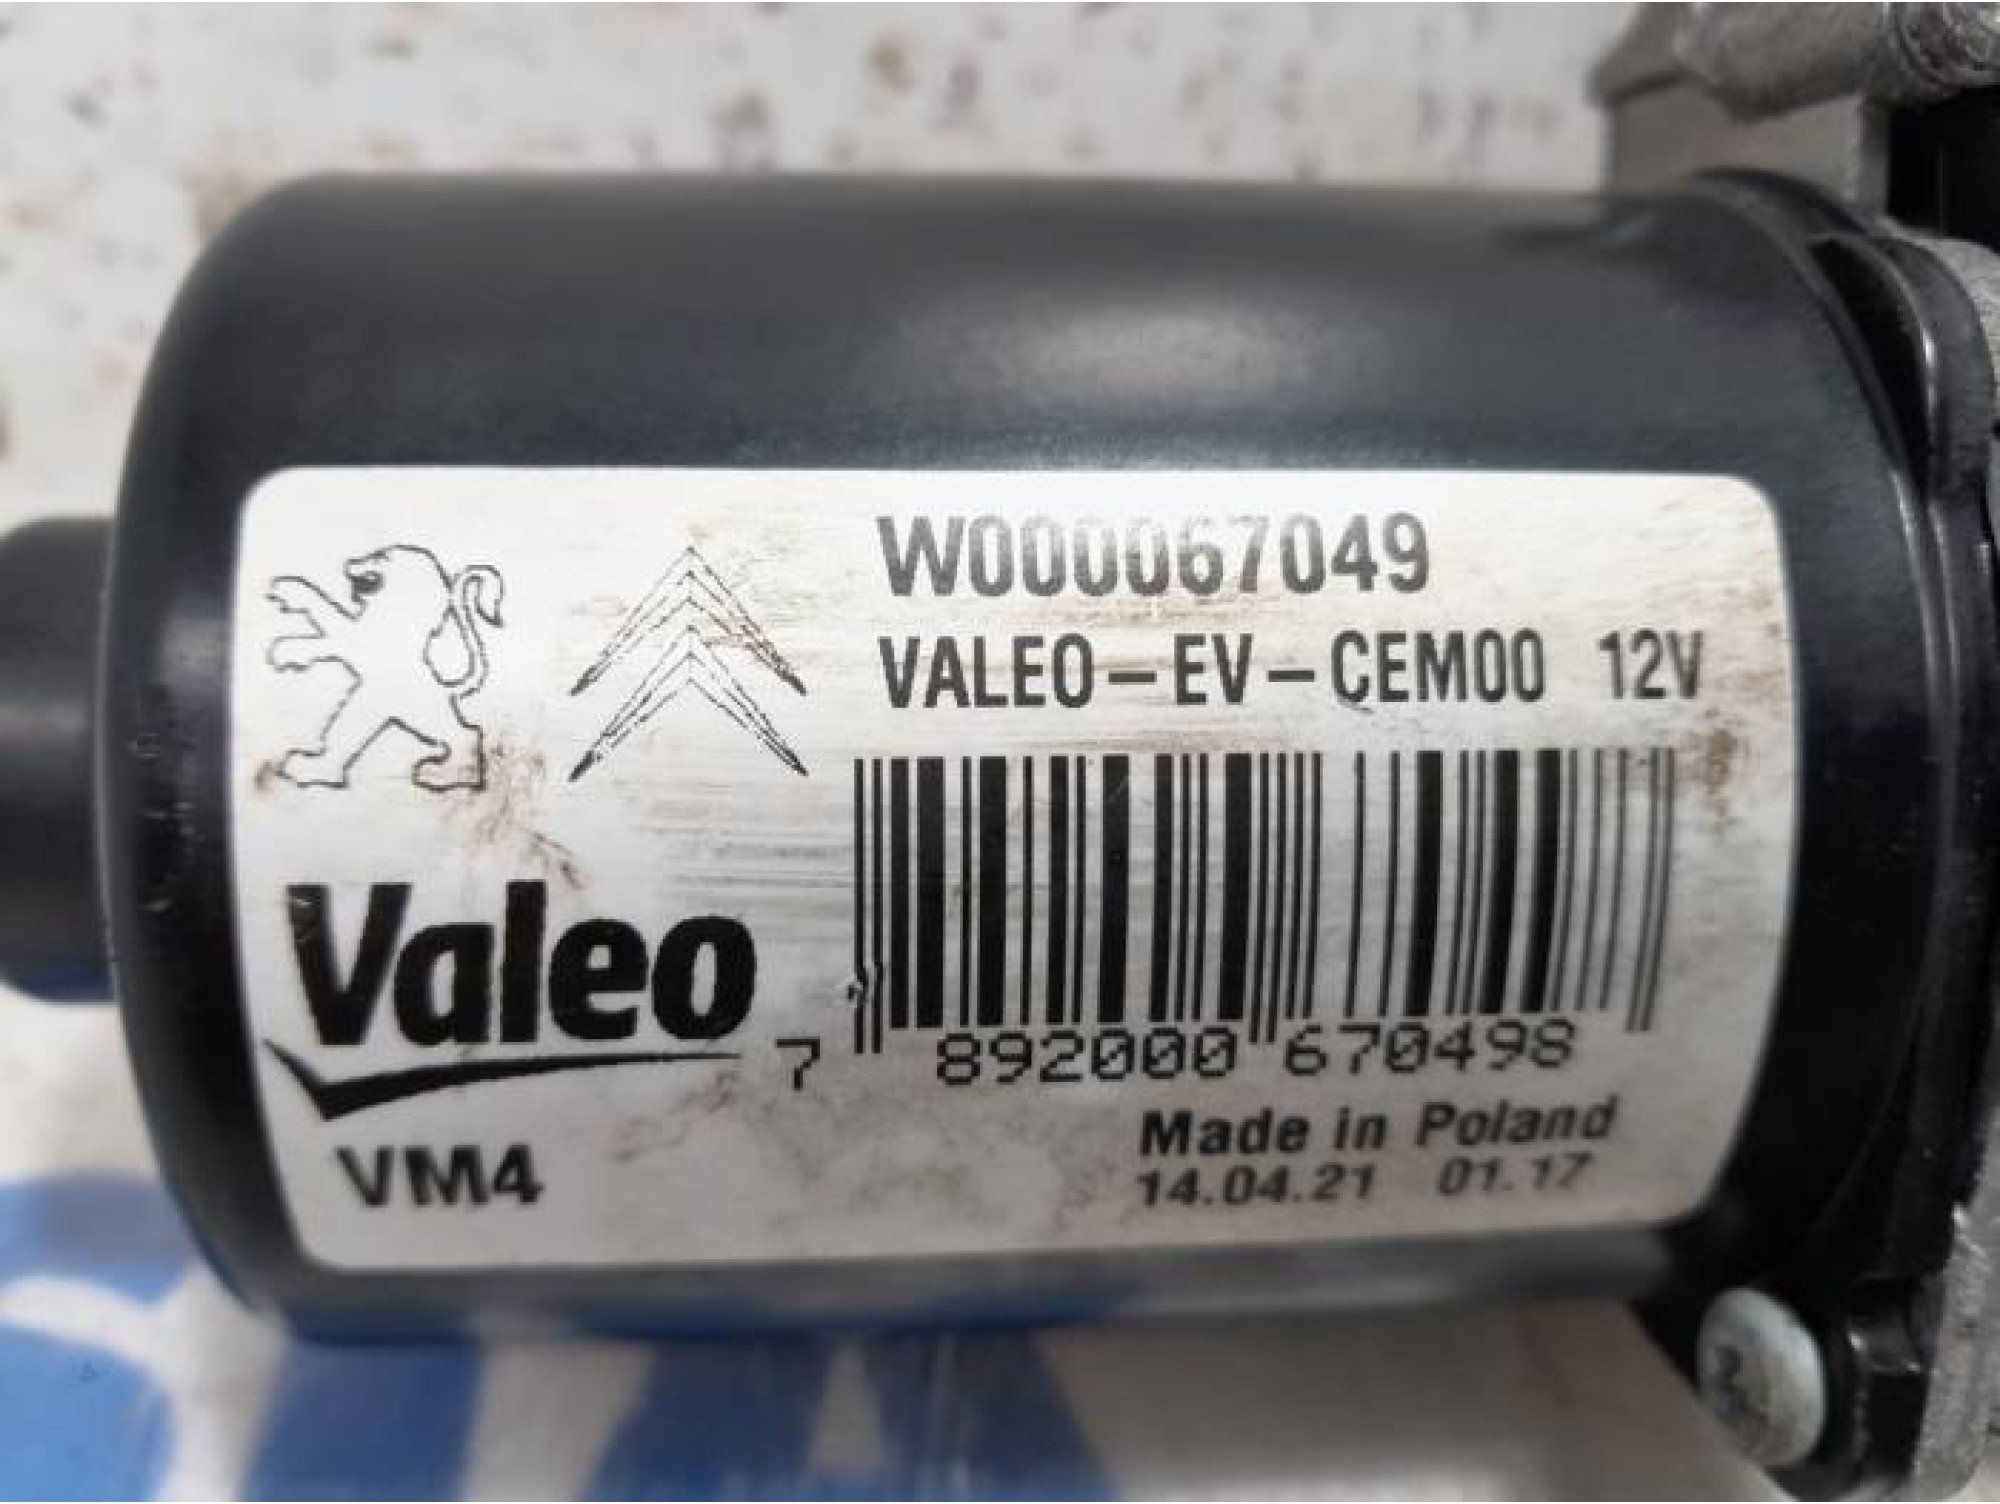 W000067049
VALEO-EV-CEM00 12V
Valeo
7 892000 670498
Made in Poland
VM4
14.04.21 01.17